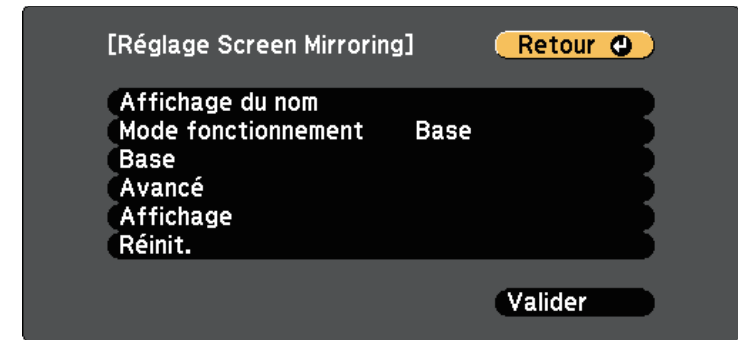 [Réglage Screen Mirroring] Retour
Affichage du nom
Mode fonctionnement Base
Base
Avancé
Affichage
Réinit.
Valider